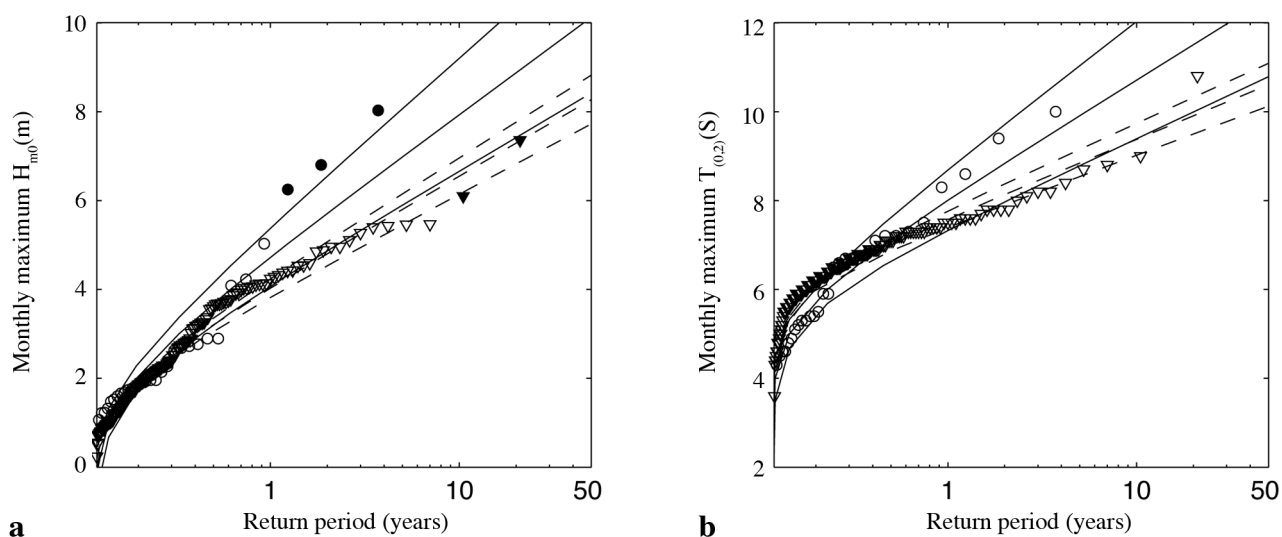 10
8
6
4
2
0
Monthly maximum H_m0(m)
1 10 50
Return period (years)
a
12
10
8
6
4
2
Monthly maximum T_(0,2)(S)
1 10 50
Return period (years)
b